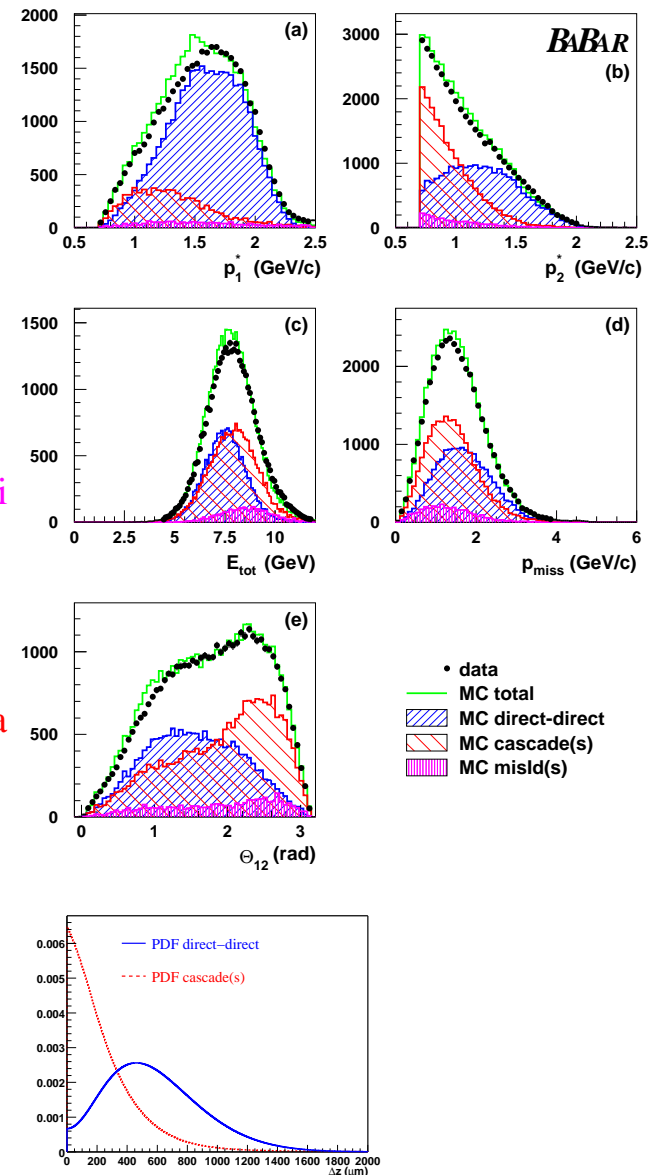 (a)
1500
1000
500
0
0.5 1 1.5 2 2.5
p*1 (GeV/c)
BABAR
(b)
3000
2000
1000
0
0.5 1 1.5 2 2.5
p*2 (GeV/c)
(c)
1500
1000
500
0
0 2.5 5 7.5 10
Etot (GeV)
(d)
2000
1000
0
0 2 4 6
pmiss (GeV/c)
i
(e)
1000
500
0
0 1 2 3
Θ12 (rad)
a
data
MC total
MC direct-direct
MC cascade(s)
MC misId(s)
PDF direct−direct
PDF cascade(s)
0.006
0.005
0.004
0.003
0.002
0.001
0
0 200 400 600 800 1000 1200 1400 1600 1800 2000
Δz (μm)